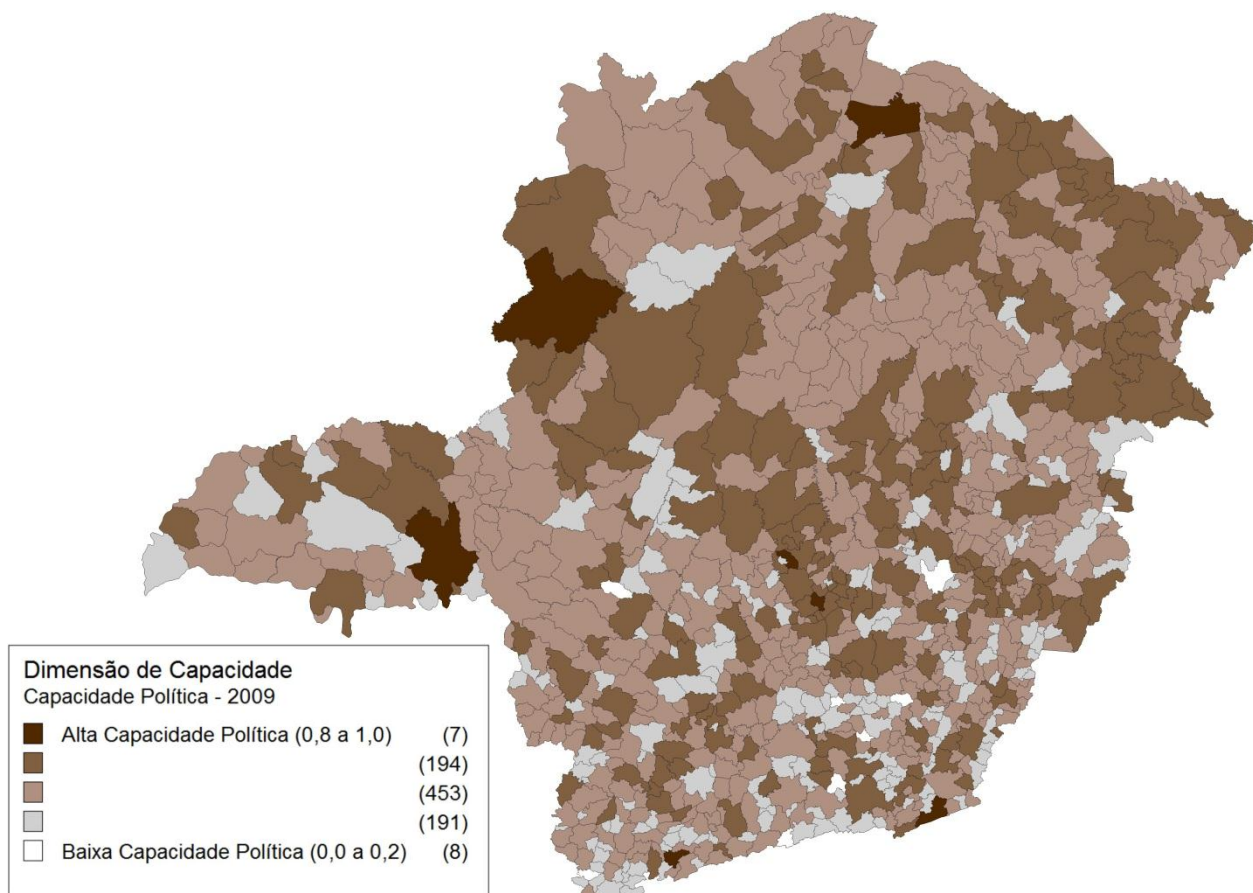 Dimensão de Capacidade
Capacidade Política - 2009
Alta Capacidade Política (0,8 a 1,0) (7)
(194)
(453)
(191)
Baixa Capacidade Política (0,0 a 0,2) (8)